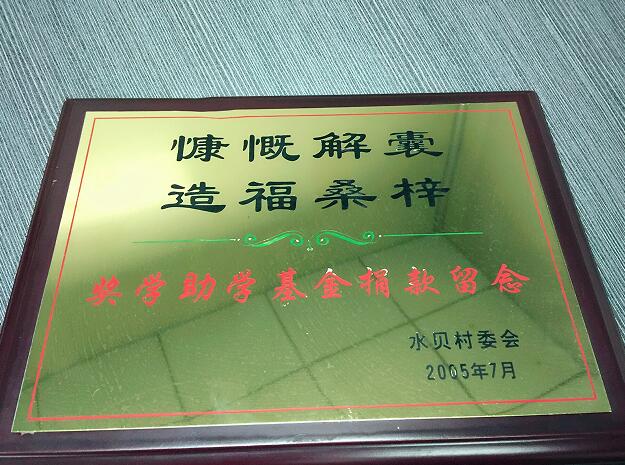 慷慨解囊
造福桑梓
奖学助学基金捐款留念
水贝村委会
2005年7月